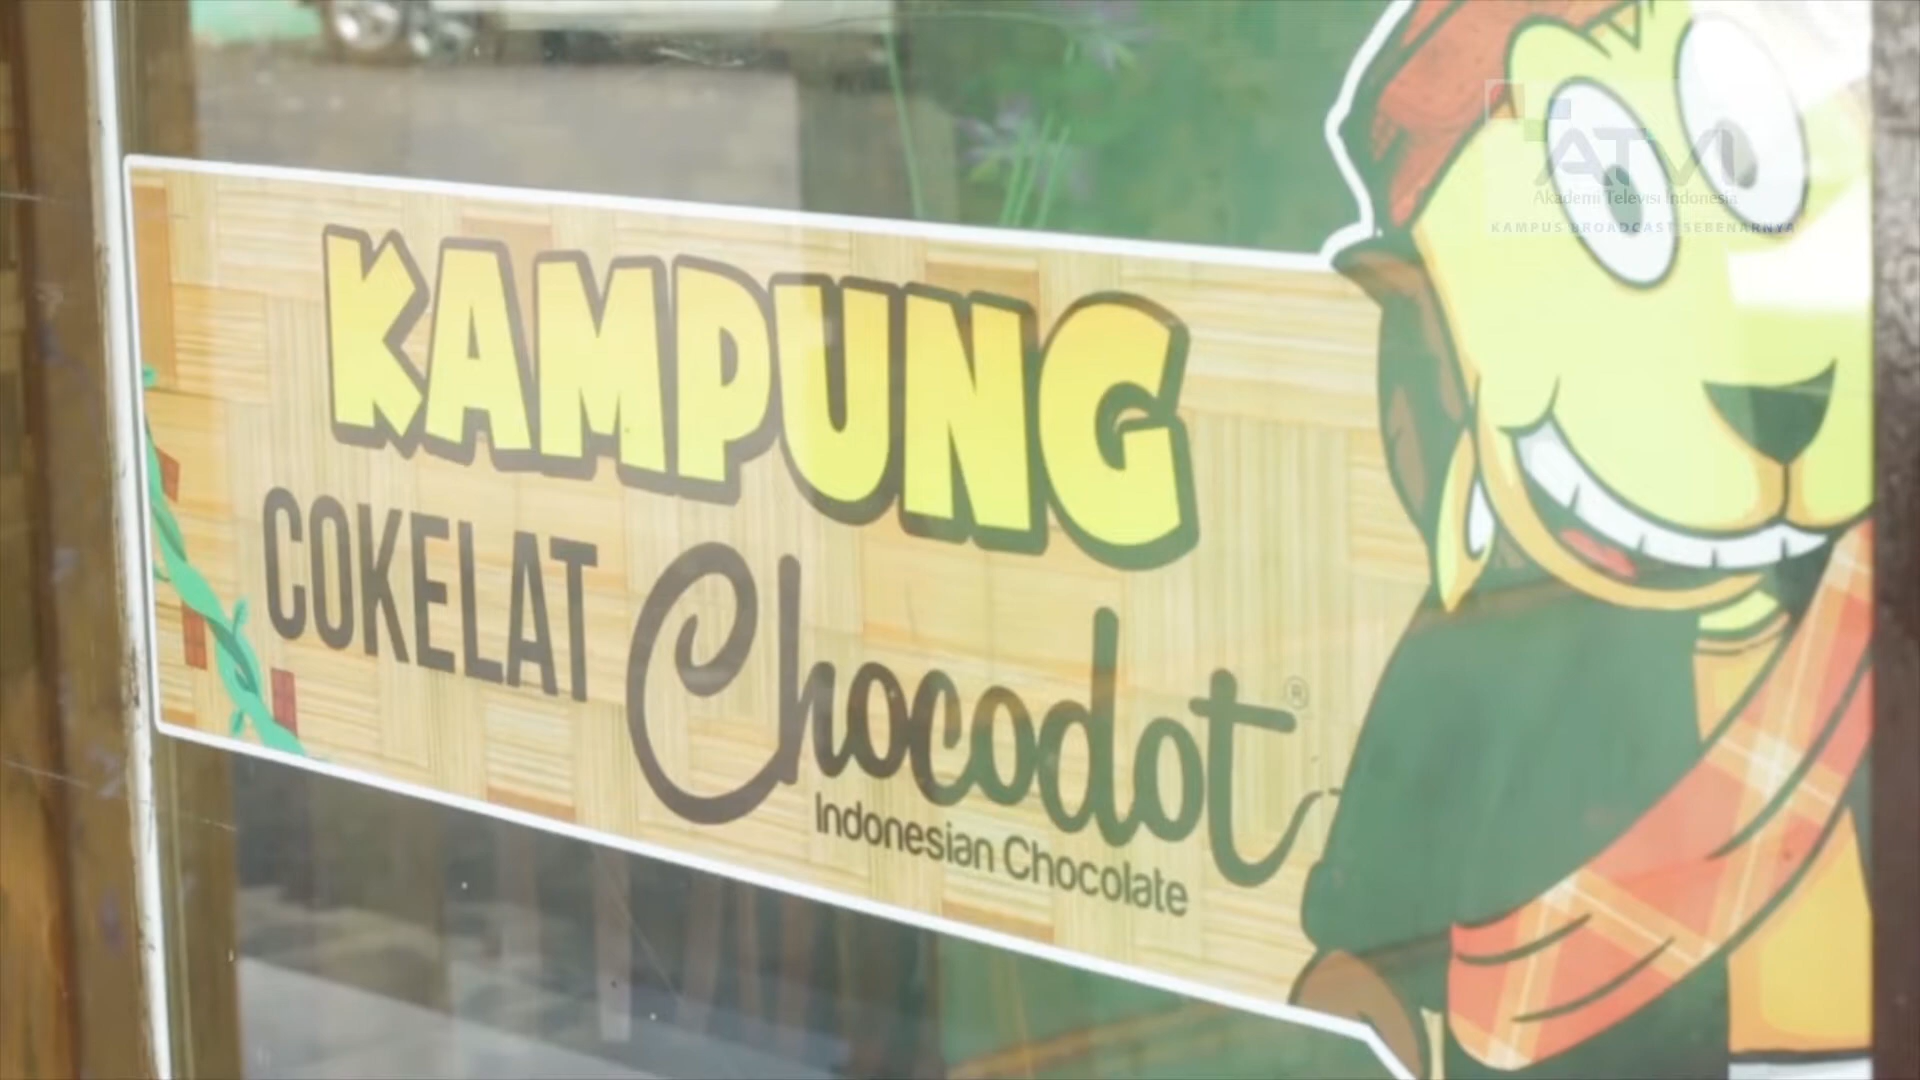 KAMPUNG
COKELAT Chocodot®
Indonesian Chocolate
ATVI
Akademi Televisi Indonesia
KAMPUS BROADCAST SEBENARNYA